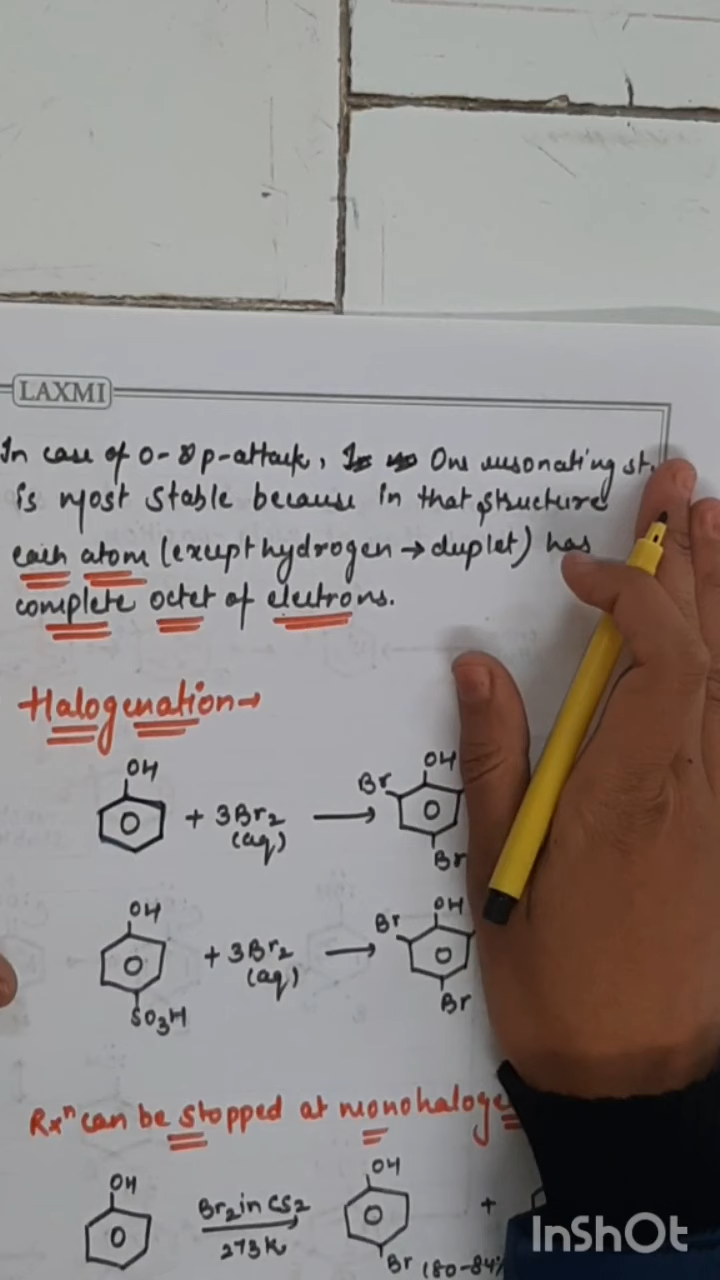 LAXMI
In case of o- & p-attack, One resonating st.
is most stable because in that structure
each atom (except hydrogen → duplet) has
complete octet of electrons.
Halogenation→
OH OH
Br
+ 3Br2 →
(aq)
Br
OH OH
Br
+ 3Br2 →
(aq)
SO3H Br
Rxn can be stopped at monohaloge
OH OH
Br2 in CS2 +
273K
Br (80-84%
InShOt